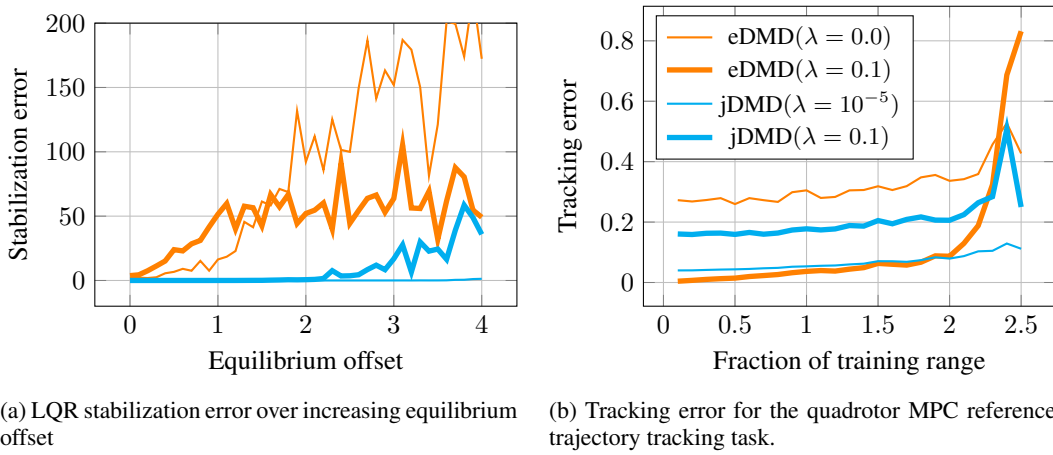 200
150
100
50
0
Stabilization error
0
1
2
3
4
Equilibrium offset
(a) LQR stabilization error over increasing equilibrium
offset
0.8
0.6
0.4
0.2
0
Tracking error
eDMD(λ = 0.0)
eDMD(λ = 0.1)
jDMD(λ = 10⁻⁵)
jDMD(λ = 0.1)
0
0.5
1
1.5
2
2.5
Fraction of training range
(b) Tracking error for the quadrotor MPC reference
trajectory tracking task.